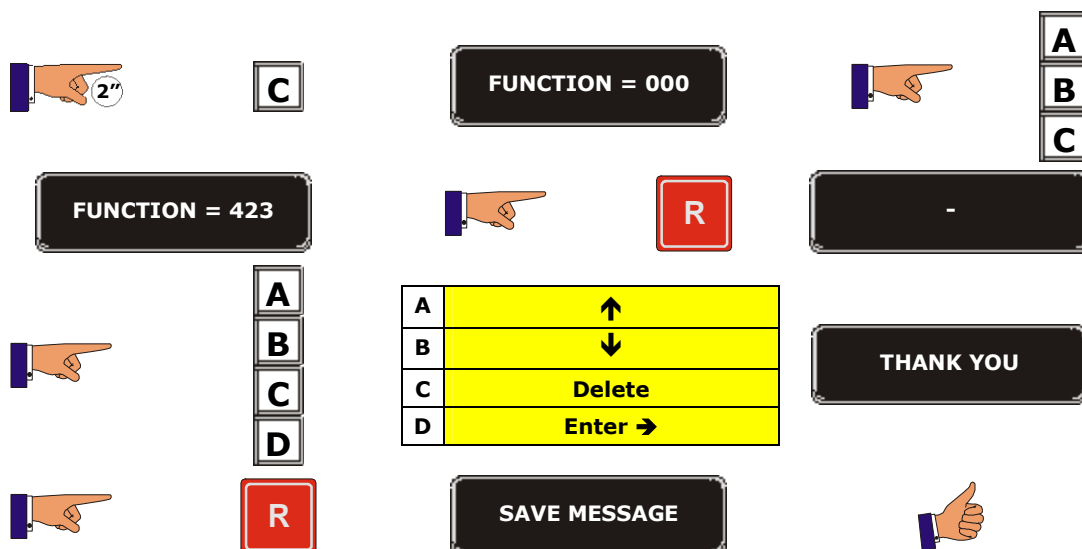 2”
C
FUNCTION = 000
A
B
C
FUNCTION = 423
R
-
A
B
C
D
A ↑
B ↓
C Delete
D Enter →
THANK YOU
R
SAVE MESSAGE